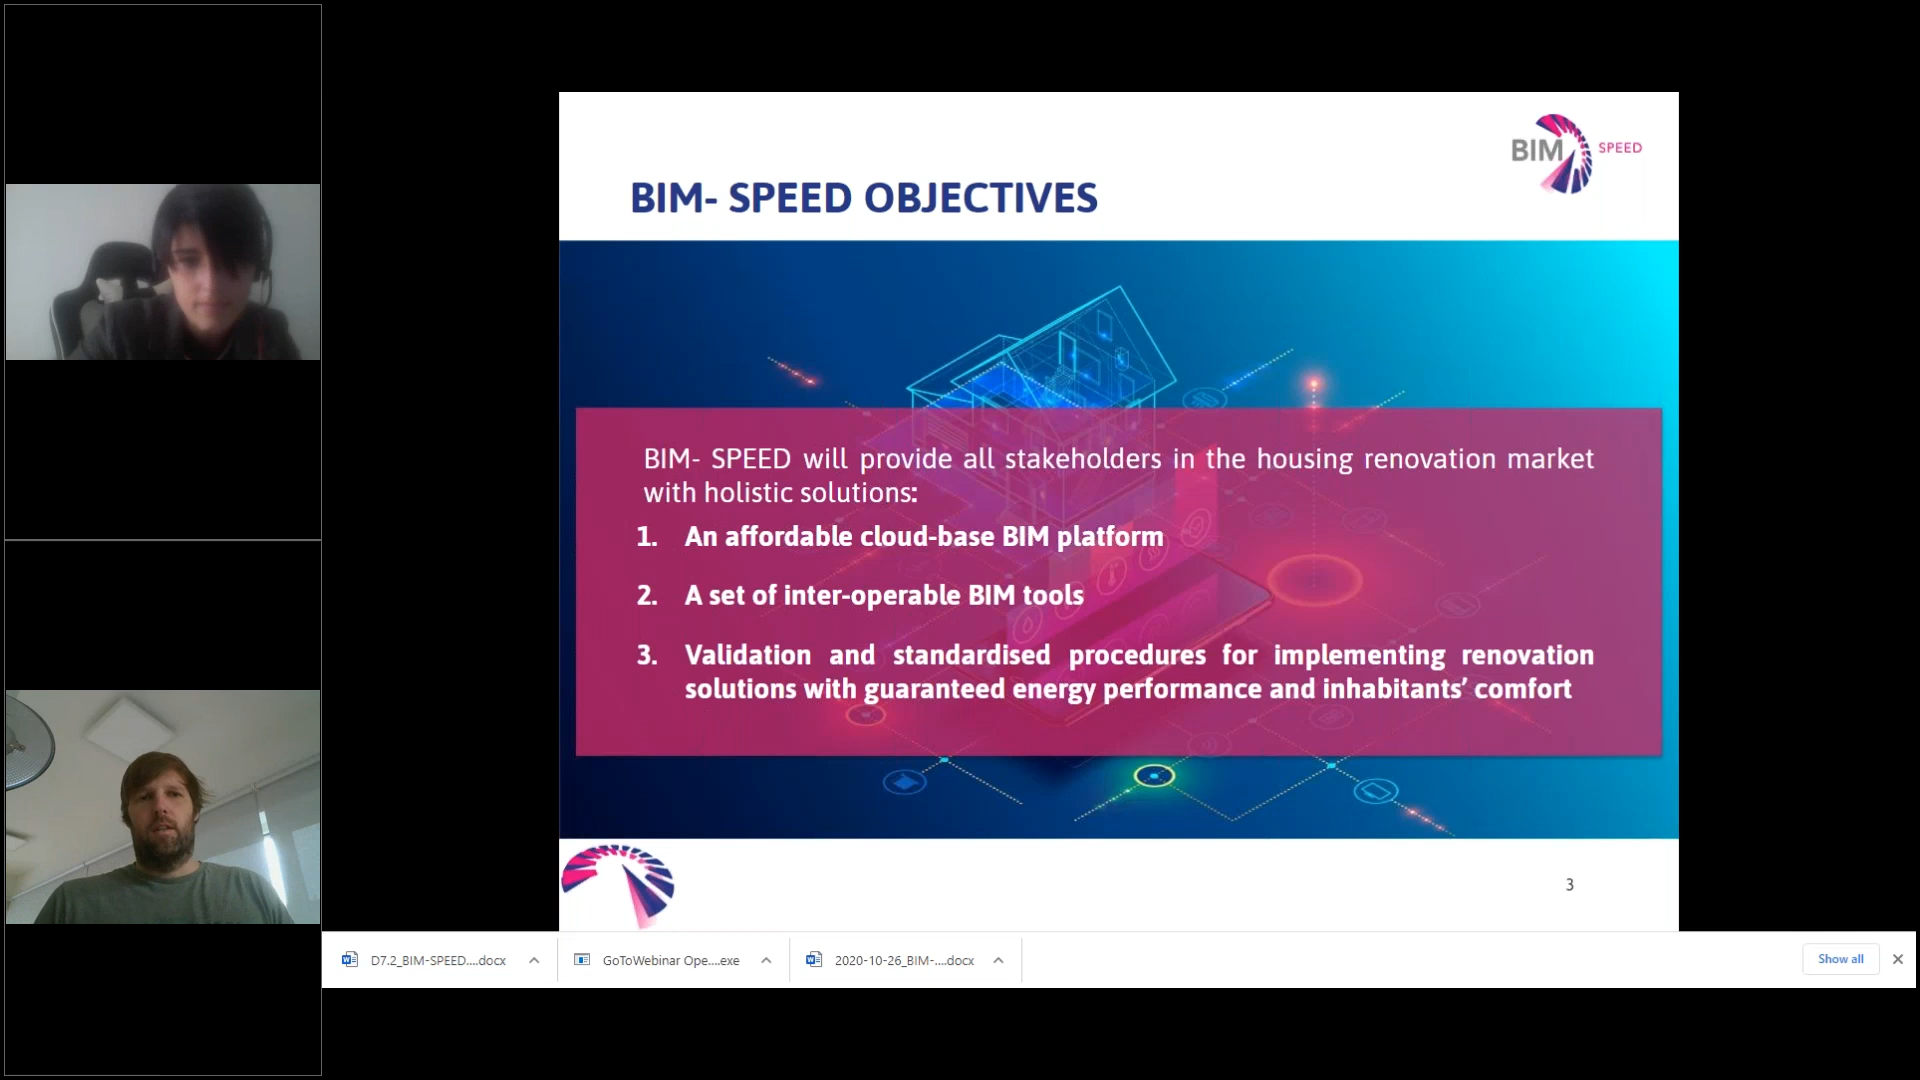 BIM SPEED
BIM- SPEED OBJECTIVES
BIM- SPEED will provide all stakeholders in the housing renovation market
with holistic solutions:
1. An affordable cloud-base BIM platform
2. A set of inter-operable BIM tools
3. Validation and standardised procedures for implementing renovation
solutions with guaranteed energy performance and inhabitants’ comfort
3
D7.2_BIM-SPEED....docx
GoToWebinar Ope....exe
2020-10-26_BIM-....docx
Show all